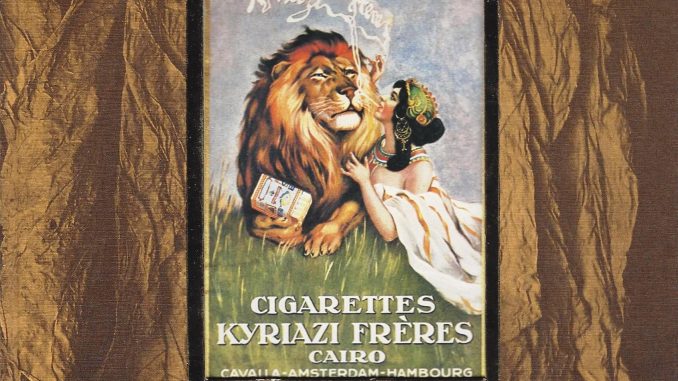 CIGARETTES
KYRIAZI FRÈRES
CAIRO
CAVALLA-AMSTERDAM-HAMBOURG